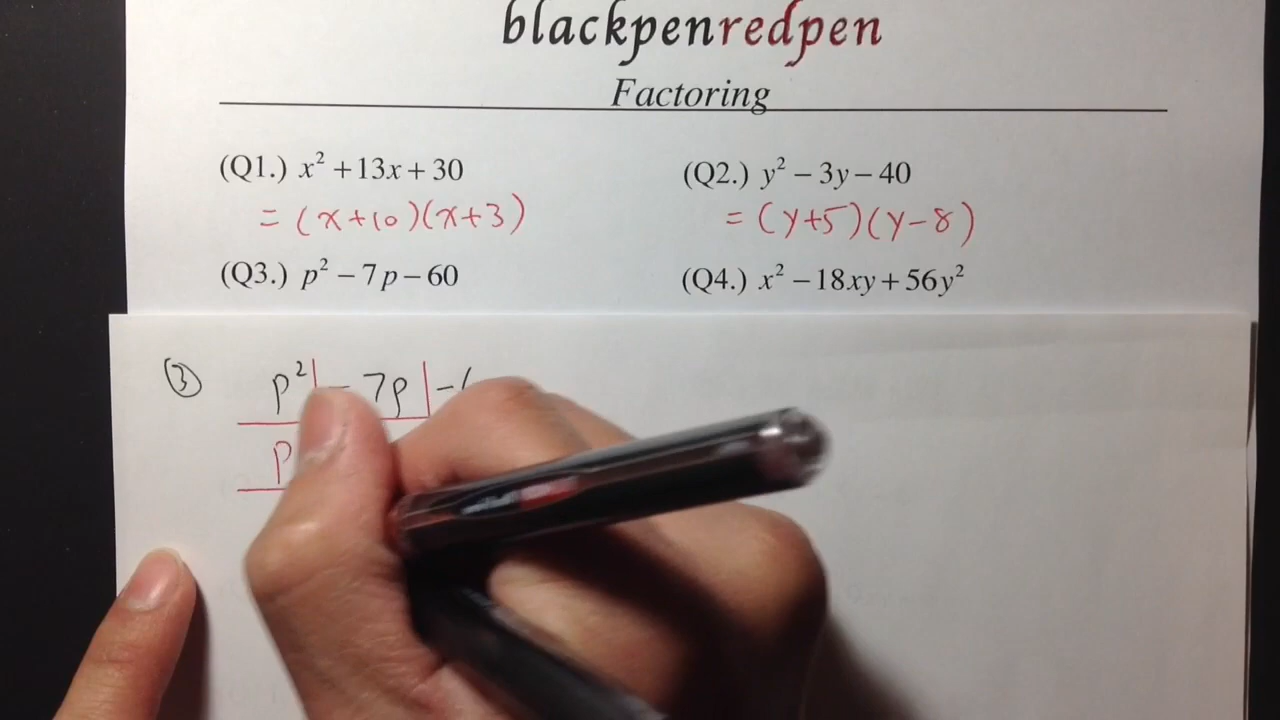 blackpenredpen
Factoring
(Q1.) x² + 13x + 30
(Q2.) y² – 3y – 40
= (x+10)(x+3)
= (y+5)(y-8)
(Q3.) p² – 7p – 60
(Q4.) x² – 18xy + 56y²
③ p² - 7p -
p